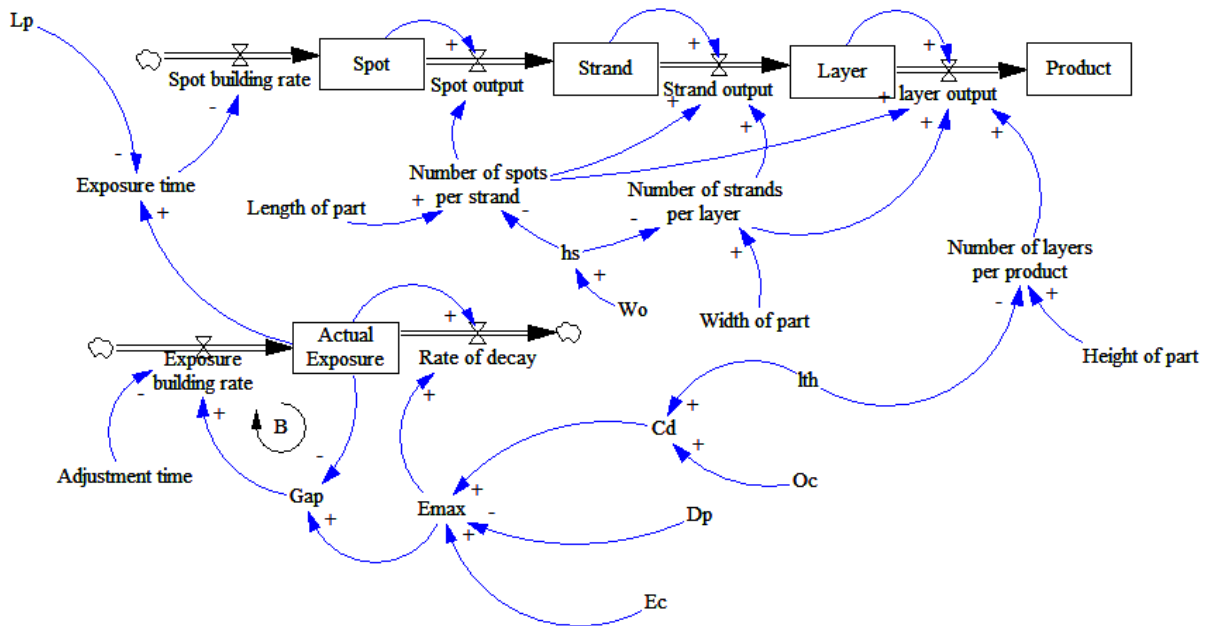 Lp
+
+
+
Spot
Strand
Layer
Product
Spot building rate
Spot output
Strand output
layer output
-
+
+
+
+
+
-
Exposure time
+
Number of spots
per strand
Number of strands
per layer
Length of part
+
-
-
+
hs
+
Number of layers
per product
-
+
Wo
Width of part
Height of part
Actual
Exposure
+
Rate of decay
Exposure
building rate
-
+
B
+
lth
+
Cd
+
Adjustment time
-
Gap
+
Emax
+
-
+
Oc
Dp
Ec